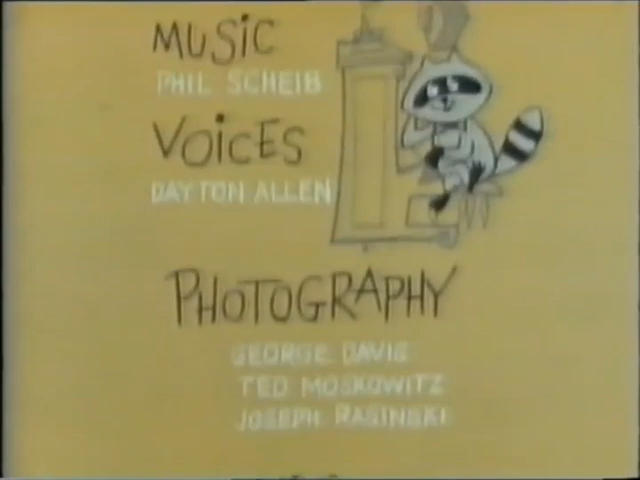 MUSiC
PHIL SCHEIB
VOiCES
DAYTON ALLEN
PHOTOGRAPHY
GEORGE DAVIS
TED MOSKOWITZ
JOSEPH RASINSKI